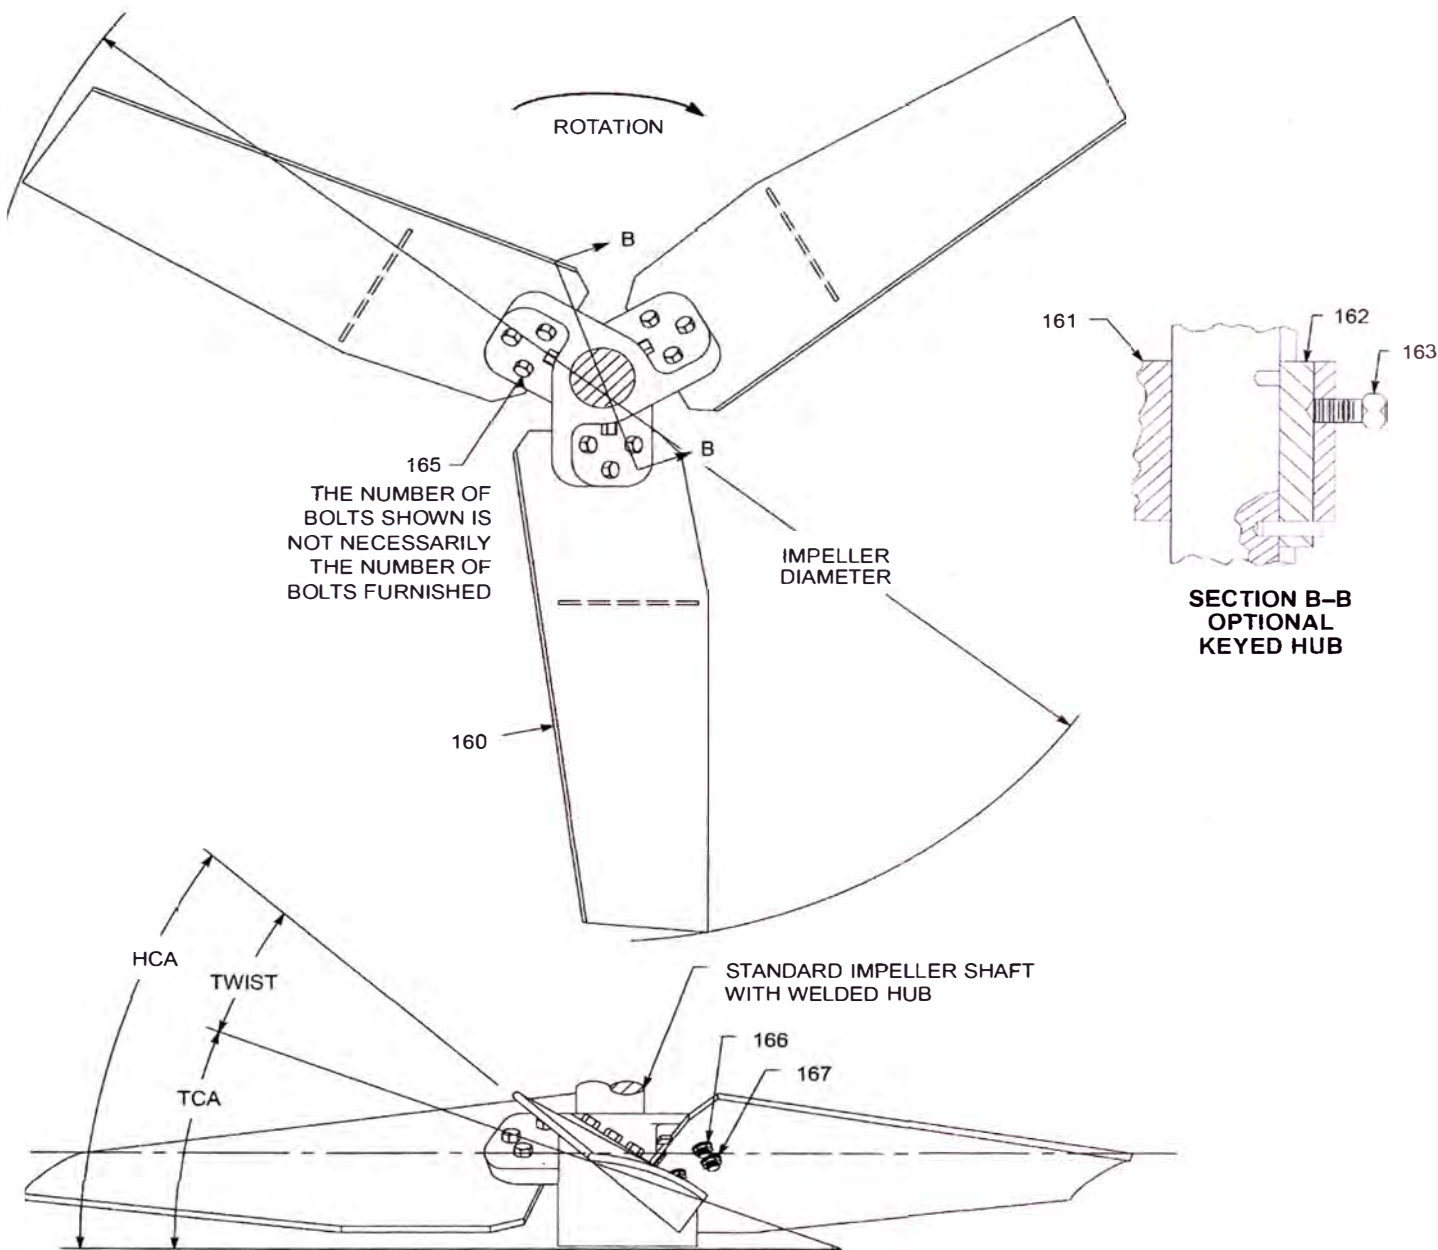 ROTATION
B
B
161
162
163
165
THE NUMBER OF
BOLTS SHOWN IS
NOT NECESSARILY
THE NUMBER OF
BOLTS FURNISHED
IMPELLER
DIAMETER
SECTION B–B
OPTIONAL
KEYED HUB
160
HCA
TWIST
TCA
STANDARD IMPELLER SHAFT
WITH WELDED HUB
166
167